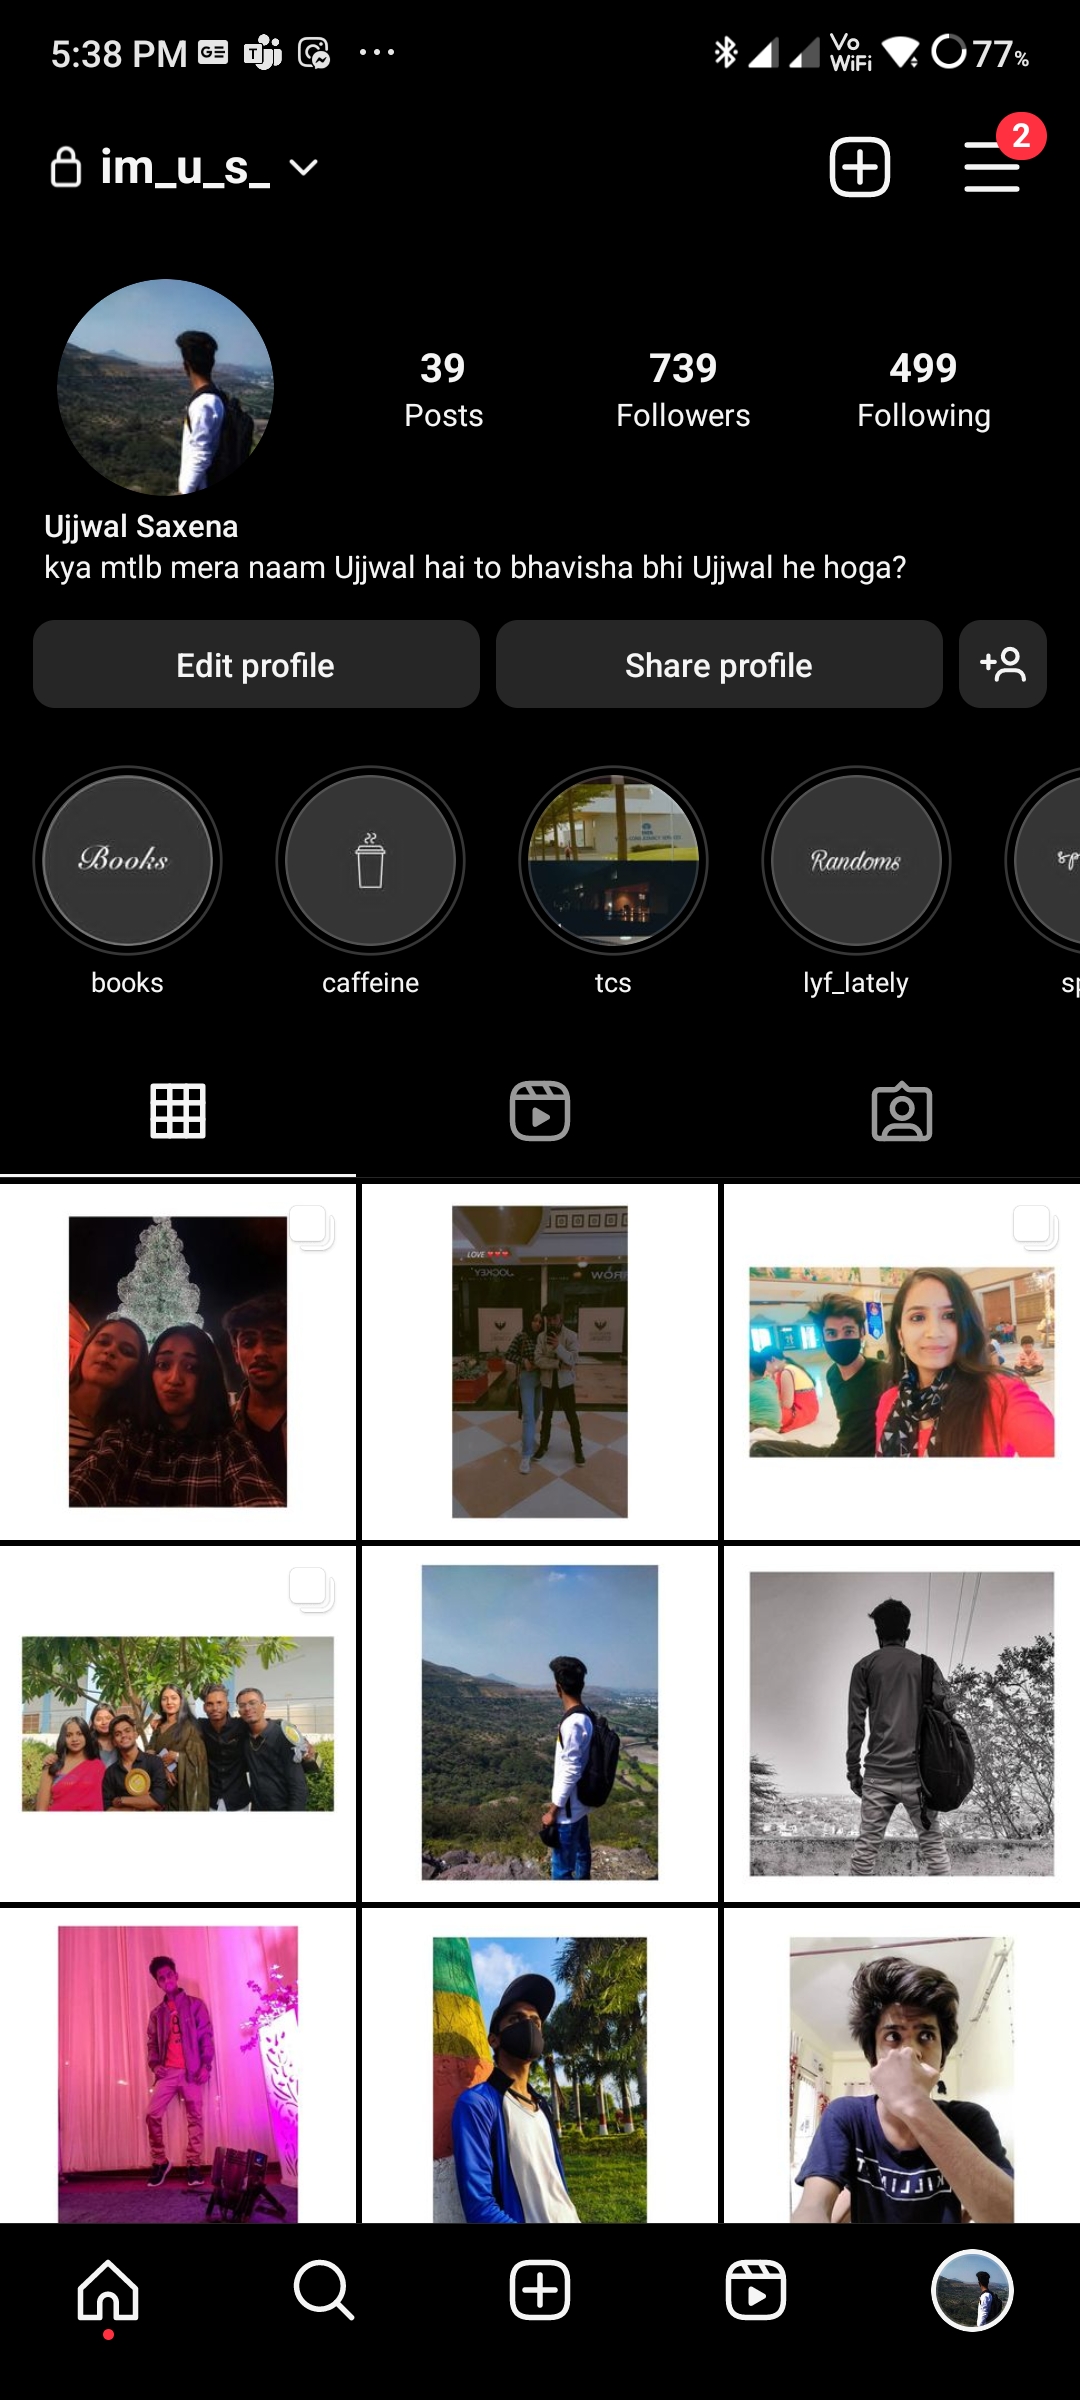 5:38 PM
Vo
WiFi
77%
im_u_s_
2
39
Posts
739
Followers
499
Following
Ujjwal Saxena
kya mtlb mera naam Ujjwal hai to bhavisha bhi Ujjwal he hoga?
Edit profile
Share profile
Books
Randoms
books
caffeine
tcs
lyf_lately
LOVE
JOCKEY